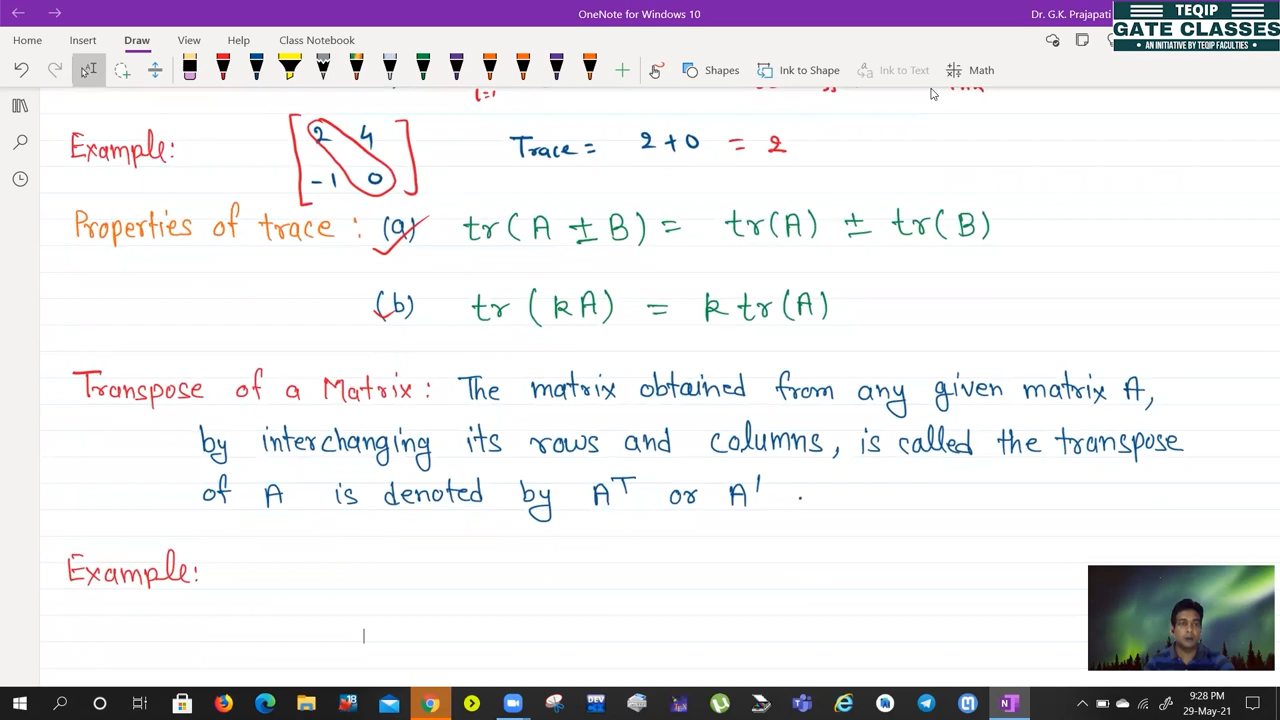 OneNote for Windows 10
Dr. G.K. Prajapati
TEQIP
GATE CLASSES
/ AN INITIATIVE BY TEQIP FACULTIES /
Home Insert Draw View Help Class Notebook
Shapes Ink to Shape Ink to Text Math
i=1
Example: [2 4 -1 0] Trace = 2 + 0 = 2
Properties of trace : (a) tr(A ± B) = tr(A) ± tr(B)
(b) tr (kA) = k tr(A)
Transpose of a Matrix: The matrix obtained from any given matrix A,
by interchanging its rows and columns, is called the transpose
of A is denoted by Aᵀ or A' .
Example:
9:28 PM
29-May-21